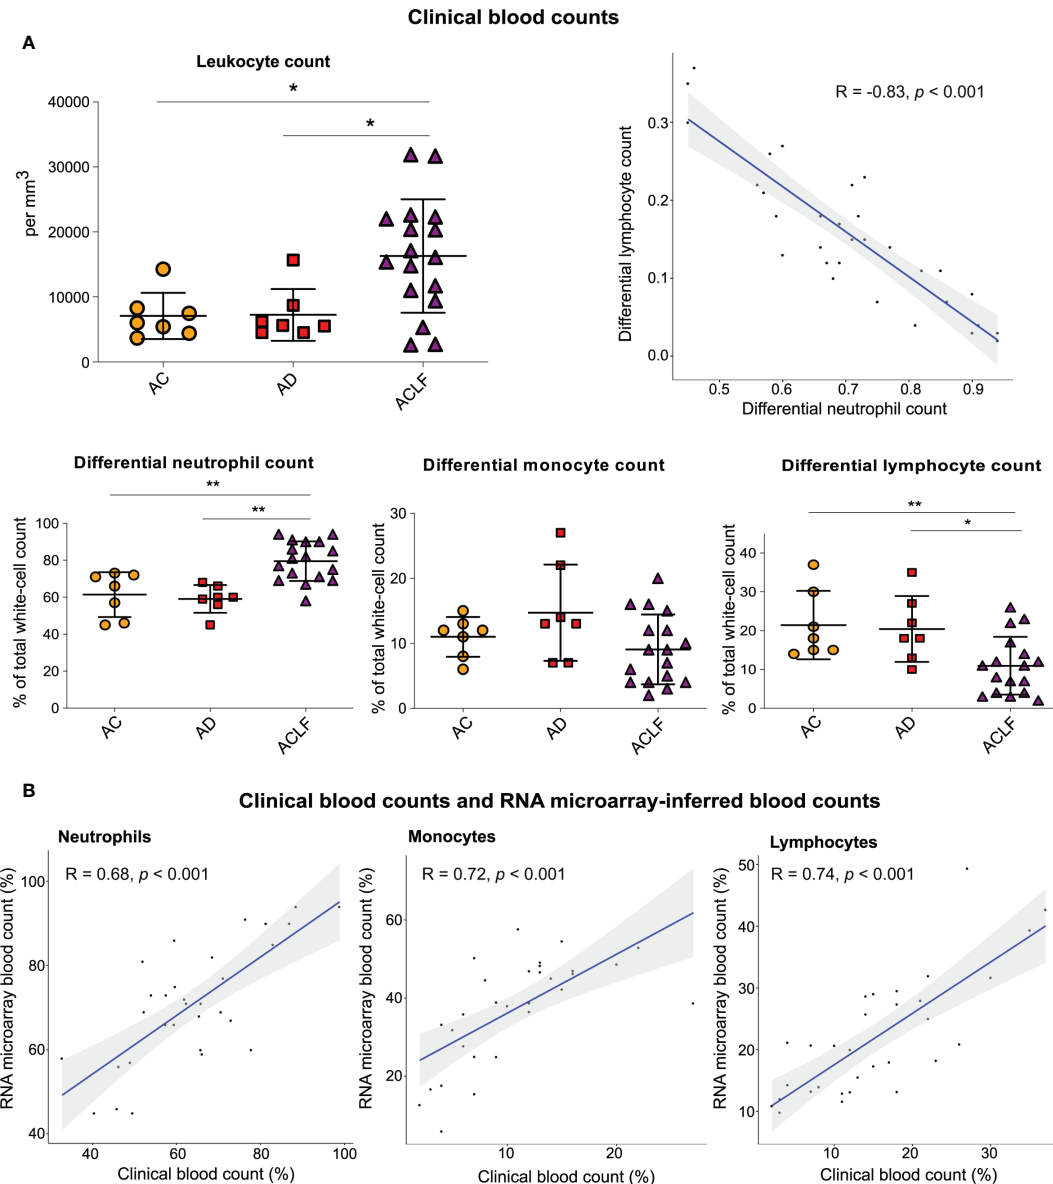 Clinical blood counts
A
Leukocyte count
*
*
per mm3
40000
30000
20000
10000
0
AC
AD
ACLF
R = -0.83, p < 0.001
Differential lymphocyte count
0.3
0.2
0.1
0.0
0.5 0.6 0.7 0.8 0.9
Differential neutrophil count
Differential neutrophil count
**
**
% of total white-cell count
100
80
60
40
20
0
AC
AD
ACLF
Differential monocyte count
% of total white-cell count
30
20
10
0
AC
AD
ACLF
Differential lymphocyte count
**
*
% of total white-cell count
40
30
20
10
0
AC
AD
ACLF
B
Clinical blood counts and RNA microarray-inferred blood counts
Neutrophils
R = 0.68, p < 0.001
RNA microarray blood count (%)
100
80
60
40
40 60 80 100
Clinical blood count (%)
Monocytes
R = 0.72, p < 0.001
RNA microarray blood count (%)
60
40
20
10 20
Clinical blood count (%)
Lymphocytes
R = 0.74, p < 0.001
RNA microarray blood count (%)
50
40
30
20
10
10 20 30
Clinical blood count (%)